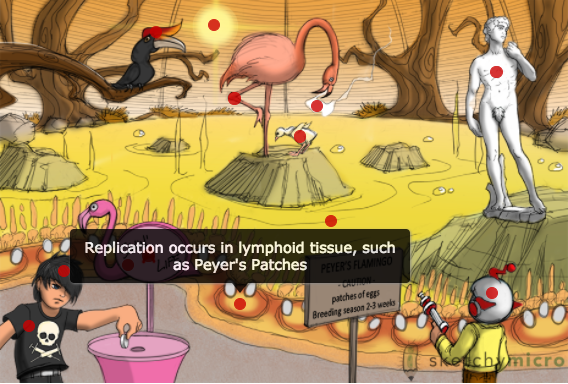 Replication occurs in lymphoid tissue, such
as Peyer's Patches
PEYER'S FLAMINGO
- CAUTION -
patches of eggs
Breeding season 2-3 weeks
sketchymicro